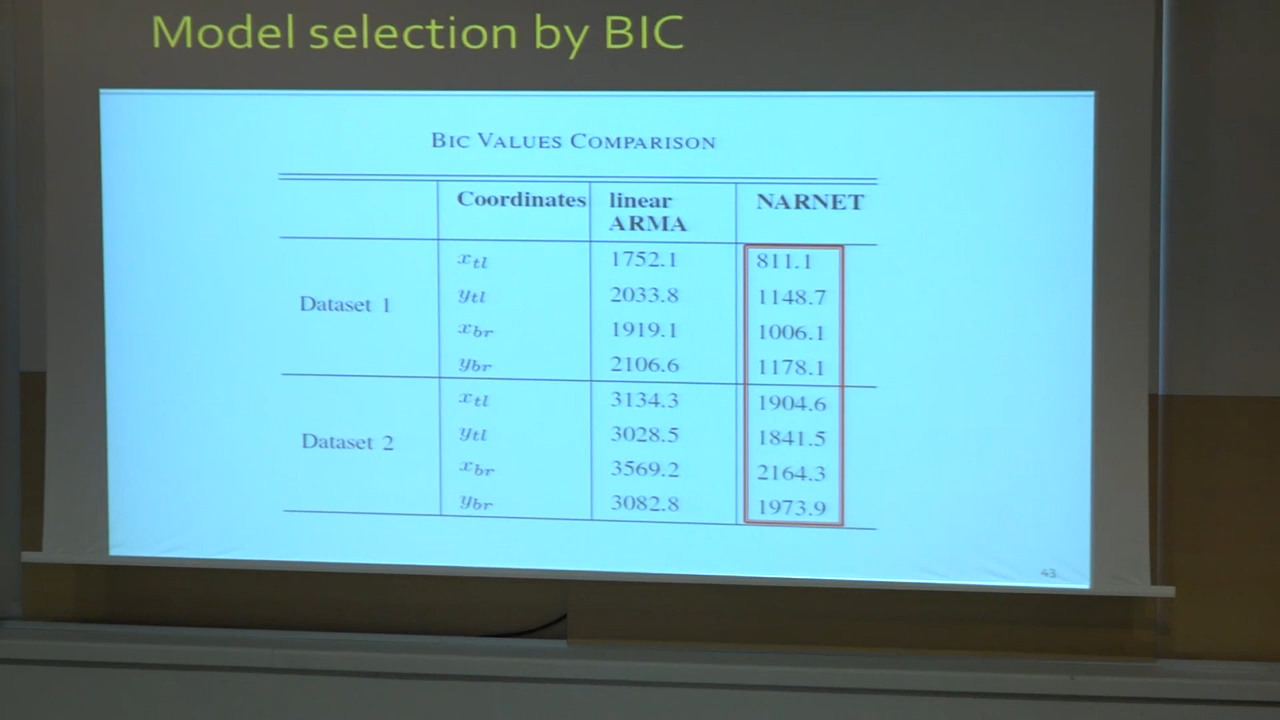 Model selection by BIC
BIC VALUES COMPARISON
Coordinates linear ARMA NARNET
Dataset 1
x_tl 1752.1 811.1
y_tl 2033.8 1148.7
x_br 1919.1 1006.1
y_br 2106.6 1178.1
Dataset 2
x_tl 3134.3 1904.6
y_tl 3028.5 1841.5
x_br 3569.2 2164.3
y_br 3082.8 1973.9
43